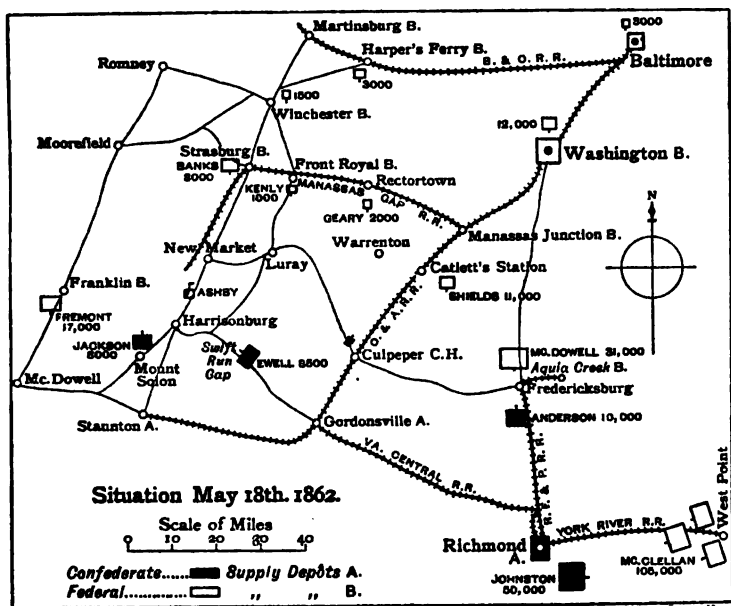 Martinsburg B.
3000
Harper's Ferry B.
Romney
B. & O. R.R.
Baltimore
3000
1500
Winchester B.
12,000
Moorefield
Strasburg B.
Washington B.
BANKS
8000
Front Royal B.
KENLY
1000
MANASSAS GAP R.R.
Rectortown
GEARY 2000
N
New Market
Luray
Warrenton
Manassas Junction B.
Franklin B.
Catlett's Station
ASHBY
SHIELDS 11,000
FREMONT
17,000
O. & A. R.R.
Harrisonburg
JACKSON
8000
Swift
Run
Gap
EWELL 8500
Culpeper C.H.
MC. DOWELL 31,000
Aquia Creek B.
Mc. Dowell
Mount
Solon
Fredericksburg
Stannton A.
Gordonsville A.
ANDERSON 10,000
VA. CENTRAL R.R.
R. F. & P. R.R.
West Point
Situation May 18th. 1862.
Scale of Miles
0 10 20 30 40
Richmond
A.
YORK RIVER R.R.
MC. CLELLAN
105,000
JOHNSTON
50,000
Confederate...... Supply Depôts A.
Federal............ „ „ B.